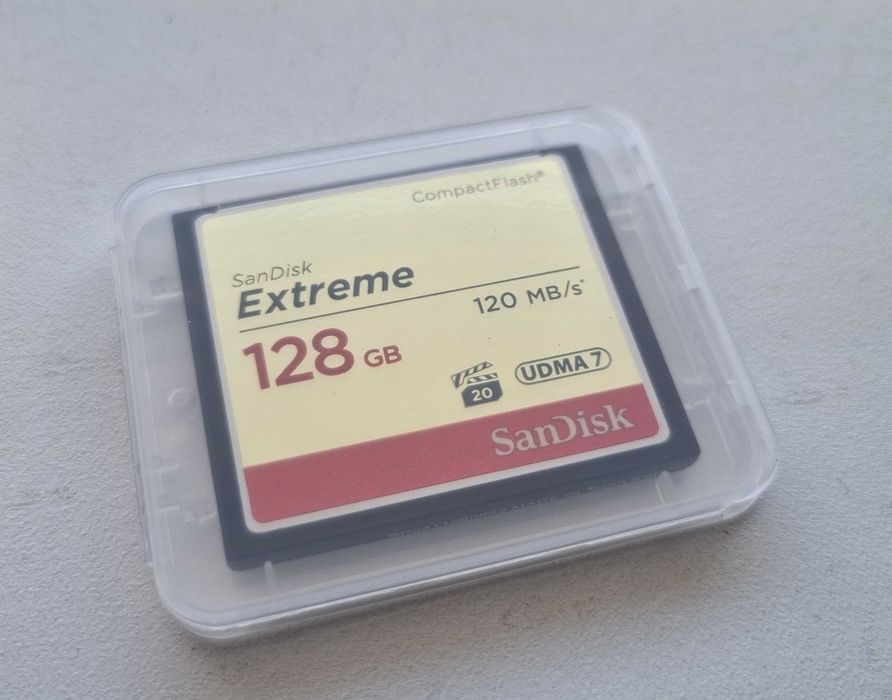 CompactFlash®
SanDisk
Extreme
120 MB/s*
128 GB
20
UDMA 7
SanDisk